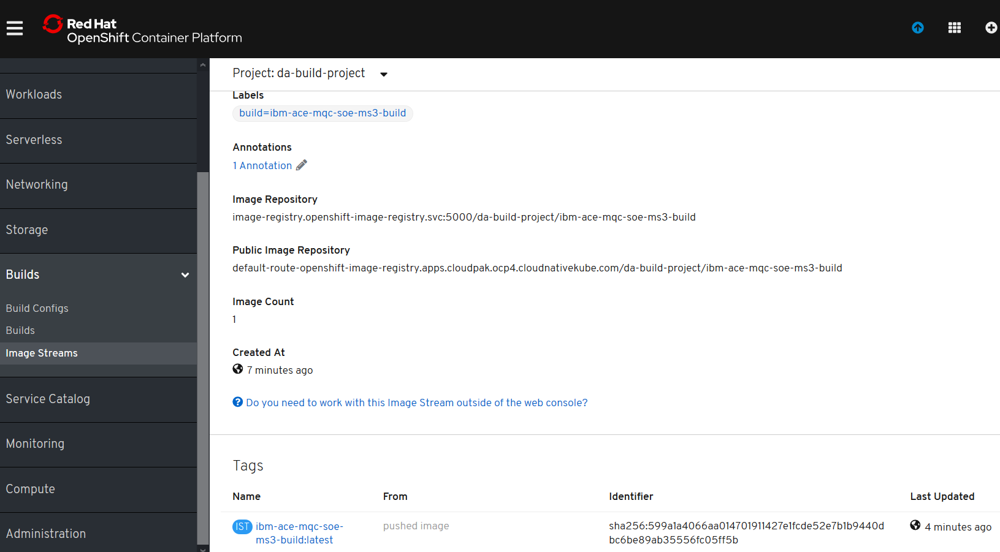 Red Hat
OpenShift Container Platform
Workloads
Serverless
Networking
Storage
Builds
Build Configs
Builds
Image Streams
Service Catalog
Monitoring
Compute
Administration
Project: da-build-project
Labels
build=ibm-ace-mqc-soe-ms3-build
Annotations
1 Annotation
Image Repository
image-registry.openshift-image-registry.svc:5000/da-build-project/ibm-ace-mqc-soe-ms3-build
Public Image Repository
default-route-openshift-image-registry.apps.cloudpak.ocp4.cloudnativekube.com/da-build-project/ibm-ace-mqc-soe-ms3-build
Image Count
1
Created At
7 minutes ago
Do you need to work with this Image Stream outside of the web console?
Tags
Name From Identifier Last Updated
IST ibm-ace-mqc-soe- pushed image sha256:599a1a4066aa014701911427e1fcde52e7b1b9440d 4 minutes ago
ms3-build:latest bc6be89ab35556fc05ff5b